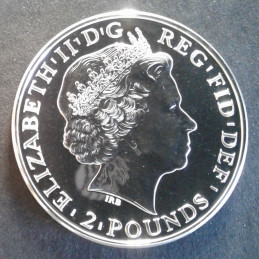 ELIZABETH·II·D·G REG·FID·DEF·
2·POUNDS
IRB